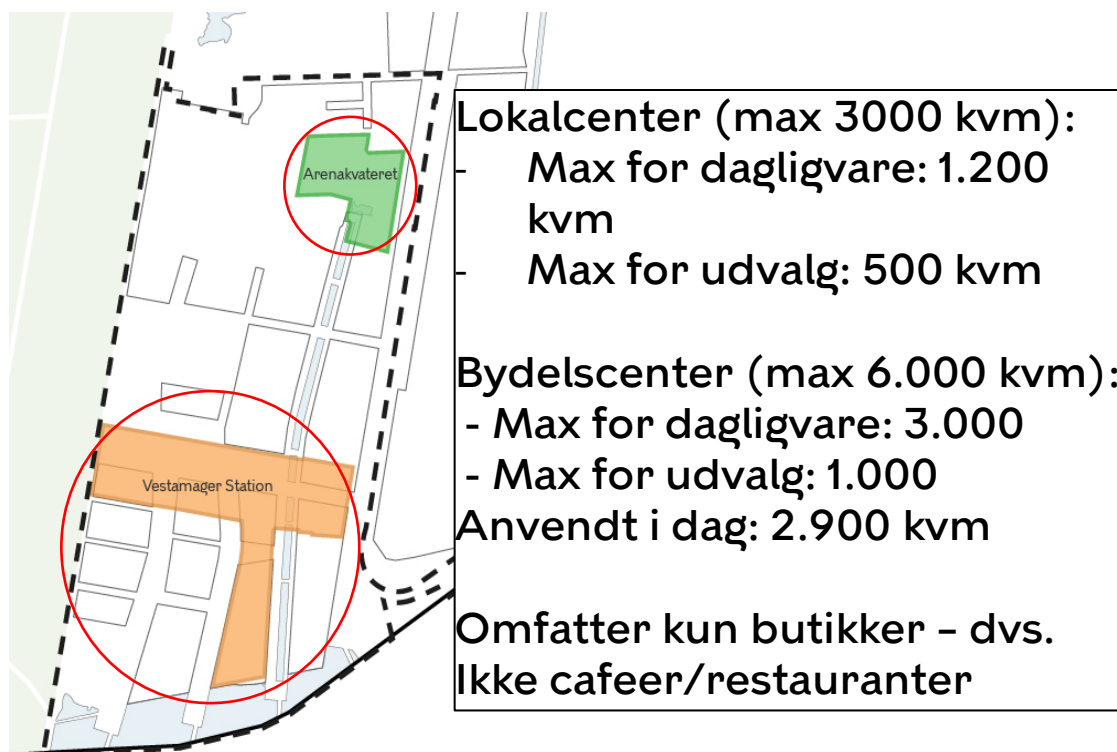 Arenakvateret
Vestamager Station
Lokalcenter (max 3000 kvm):
- Max for dagligvare: 1.200
kvm
- Max for udvalg: 500 kvm
Bydelscenter (max 6.000 kvm):
- Max for dagligvare: 3.000
- Max for udvalg: 1.000
Anvendt i dag: 2.900 kvm
Omfatter kun butikker – dvs.
Ikke cafeer/restauranter